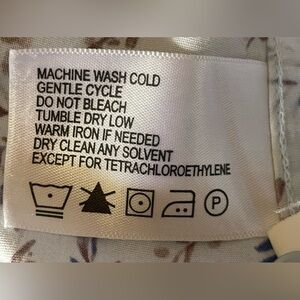 MACHINE WASH COLD
GENTLE CYCLE
DO NOT BLEACH
TUMBLE DRY LOW
WARM IRON IF NEEDED
DRY CLEAN ANY SOLVENT
EXCEPT FOR TETRACHLOROETHYLENE
P